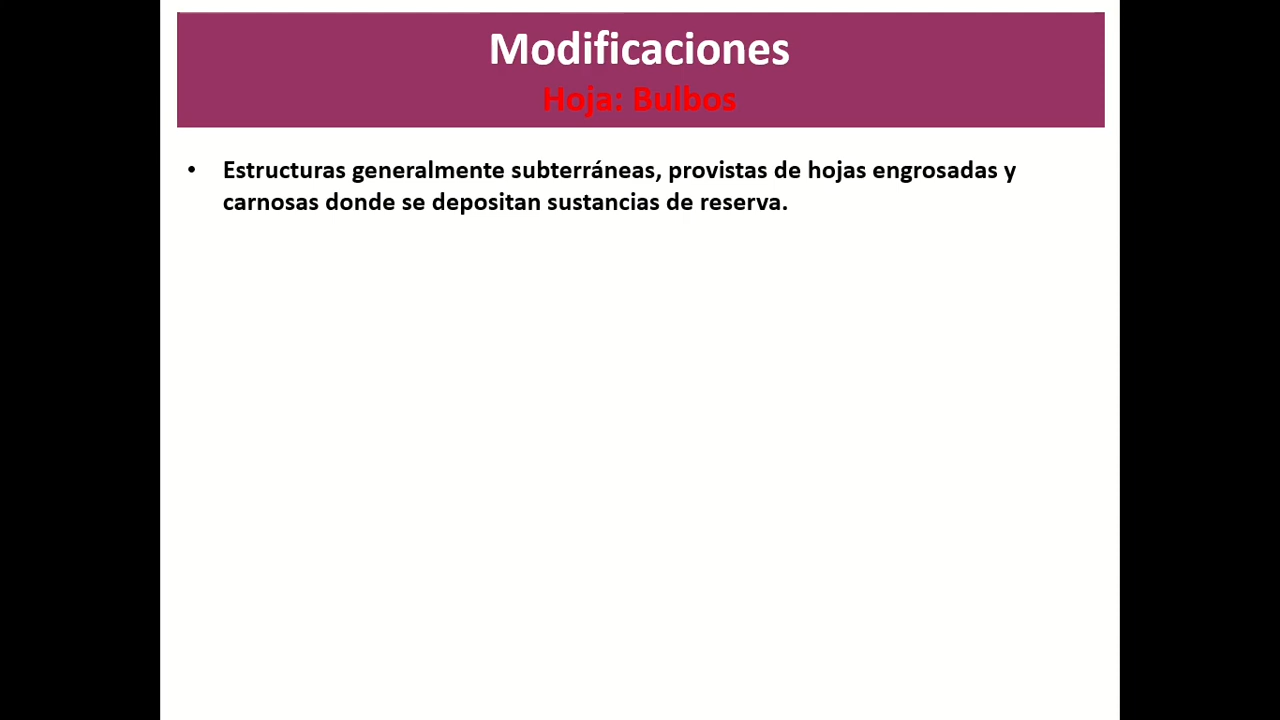 Modificaciones
Hoja: Bulbos
• Estructuras generalmente subterráneas, provistas de hojas engrosadas y
carnosas donde se depositan sustancias de reserva.